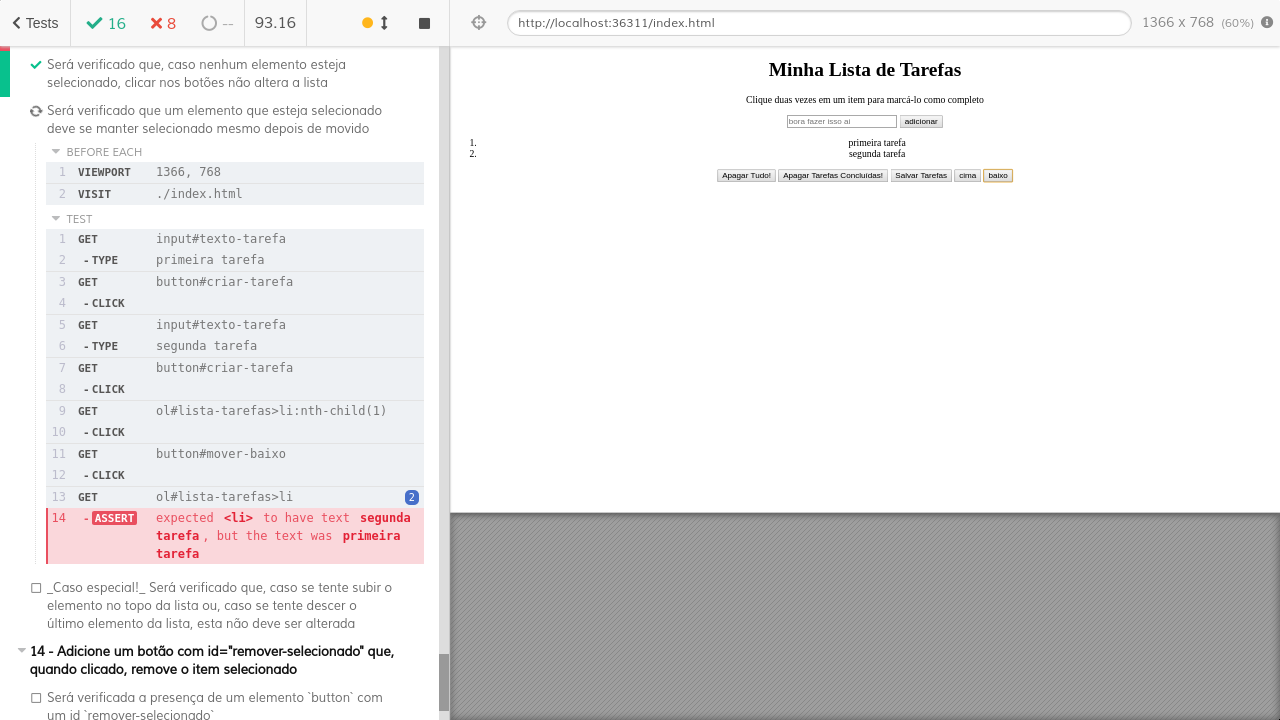 Tests
16
8
--
93.16
http://localhost:36311/index.html
1366 x 768 (60%)
Será verificado que, caso nenhum elemento esteja
selecionado, clicar nos botões não altera a lista
Será verificado que um elemento que esteja selecionado
deve se manter selecionado mesmo depois de movido
BEFORE EACH
1 VIEWPORT 1366, 768
2 VISIT ./index.html
TEST
1 GET input#texto-tarefa
2 -TYPE primeira tarefa
3 GET button#criar-tarefa
4 -CLICK
5 GET input#texto-tarefa
6 -TYPE segunda tarefa
7 GET button#criar-tarefa
8 -CLICK
9 GET ol#lista-tarefas>li:nth-child(1)
10 -CLICK
11 GET button#mover-baixo
12 -CLICK
13 GET ol#lista-tarefas>li 2
14 -ASSERT expected <li> to have text segunda
tarefa, but the text was primeira
tarefa
_Caso especial!_ Será verificado que, caso se tente subir o
elemento no topo da lista ou, caso se tente descer o
último elemento da lista, esta não deve ser alterada
14 - Adicione um botão com id="remover-selecionado" que,
quando clicado, remove o item selecionado
Será verificada a presença de um elemento `button` com
um id `remover-selecionado`
Minha Lista de Tarefas
Clique duas vezes em um item para marcá-lo como completo
bora fazer isso aí adicionar
1. primeira tarefa
2. segunda tarefa
Apagar Tudo! Apagar Tarefas Concluídas! Salvar Tarefas cima baixo